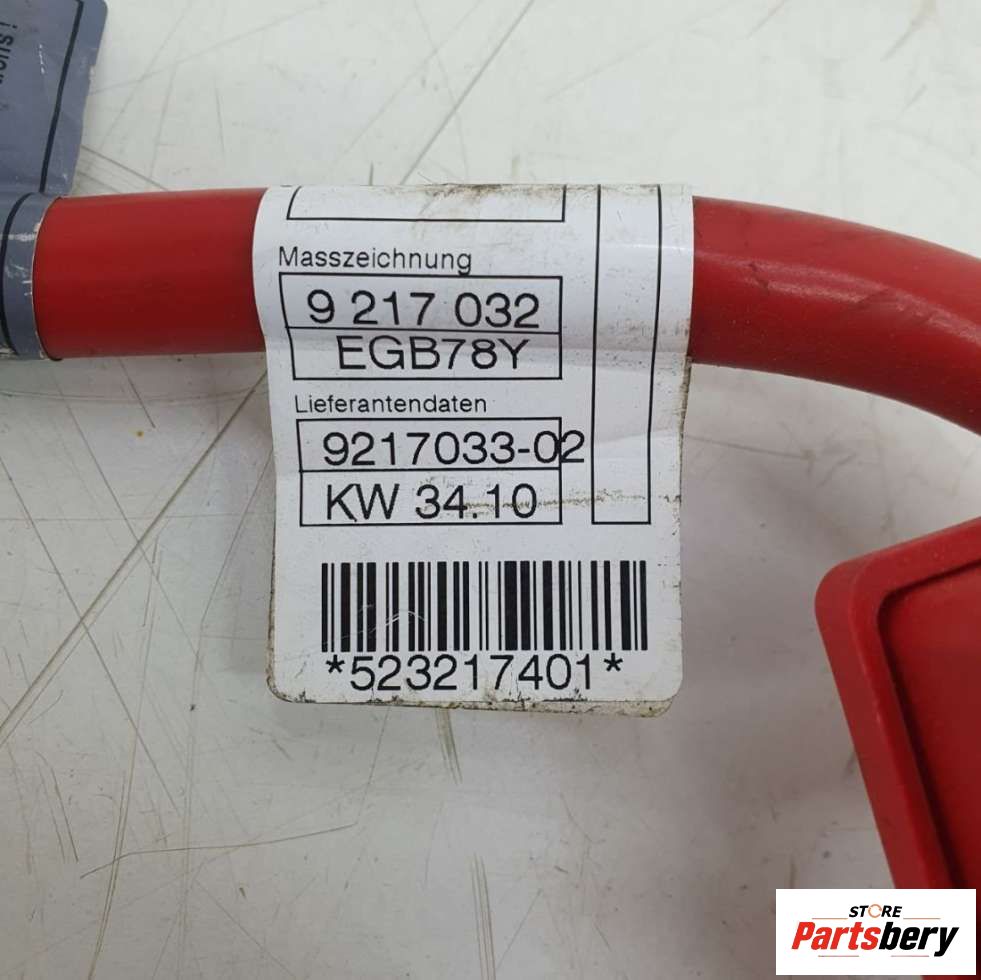 Masszeichnung
9 217 032
EGB78Y
Lieferantendaten
9217033-02
KW 34.10
*523217401*
STORE
Partsbery